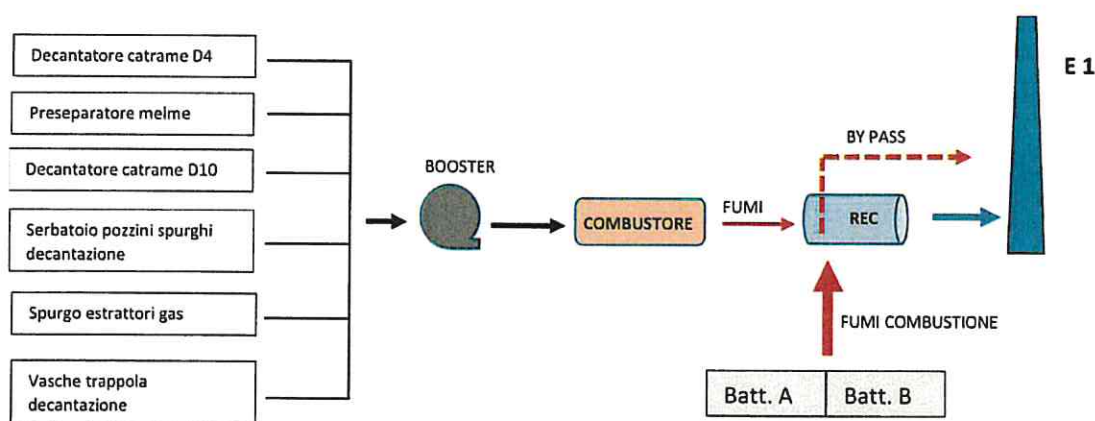 Decantatore catrame D4
Preseparatore melme
Decantatore catrame D10
Serbatoio pozzini spurghi
decantazione
Spurgo estrattori gas
Vasche trappola
decantazione
BOOSTER
COMBUSTORE
FUMI
BY PASS
REC
E 1
FUMI COMBUSTIONE
Batt. A
Batt. B